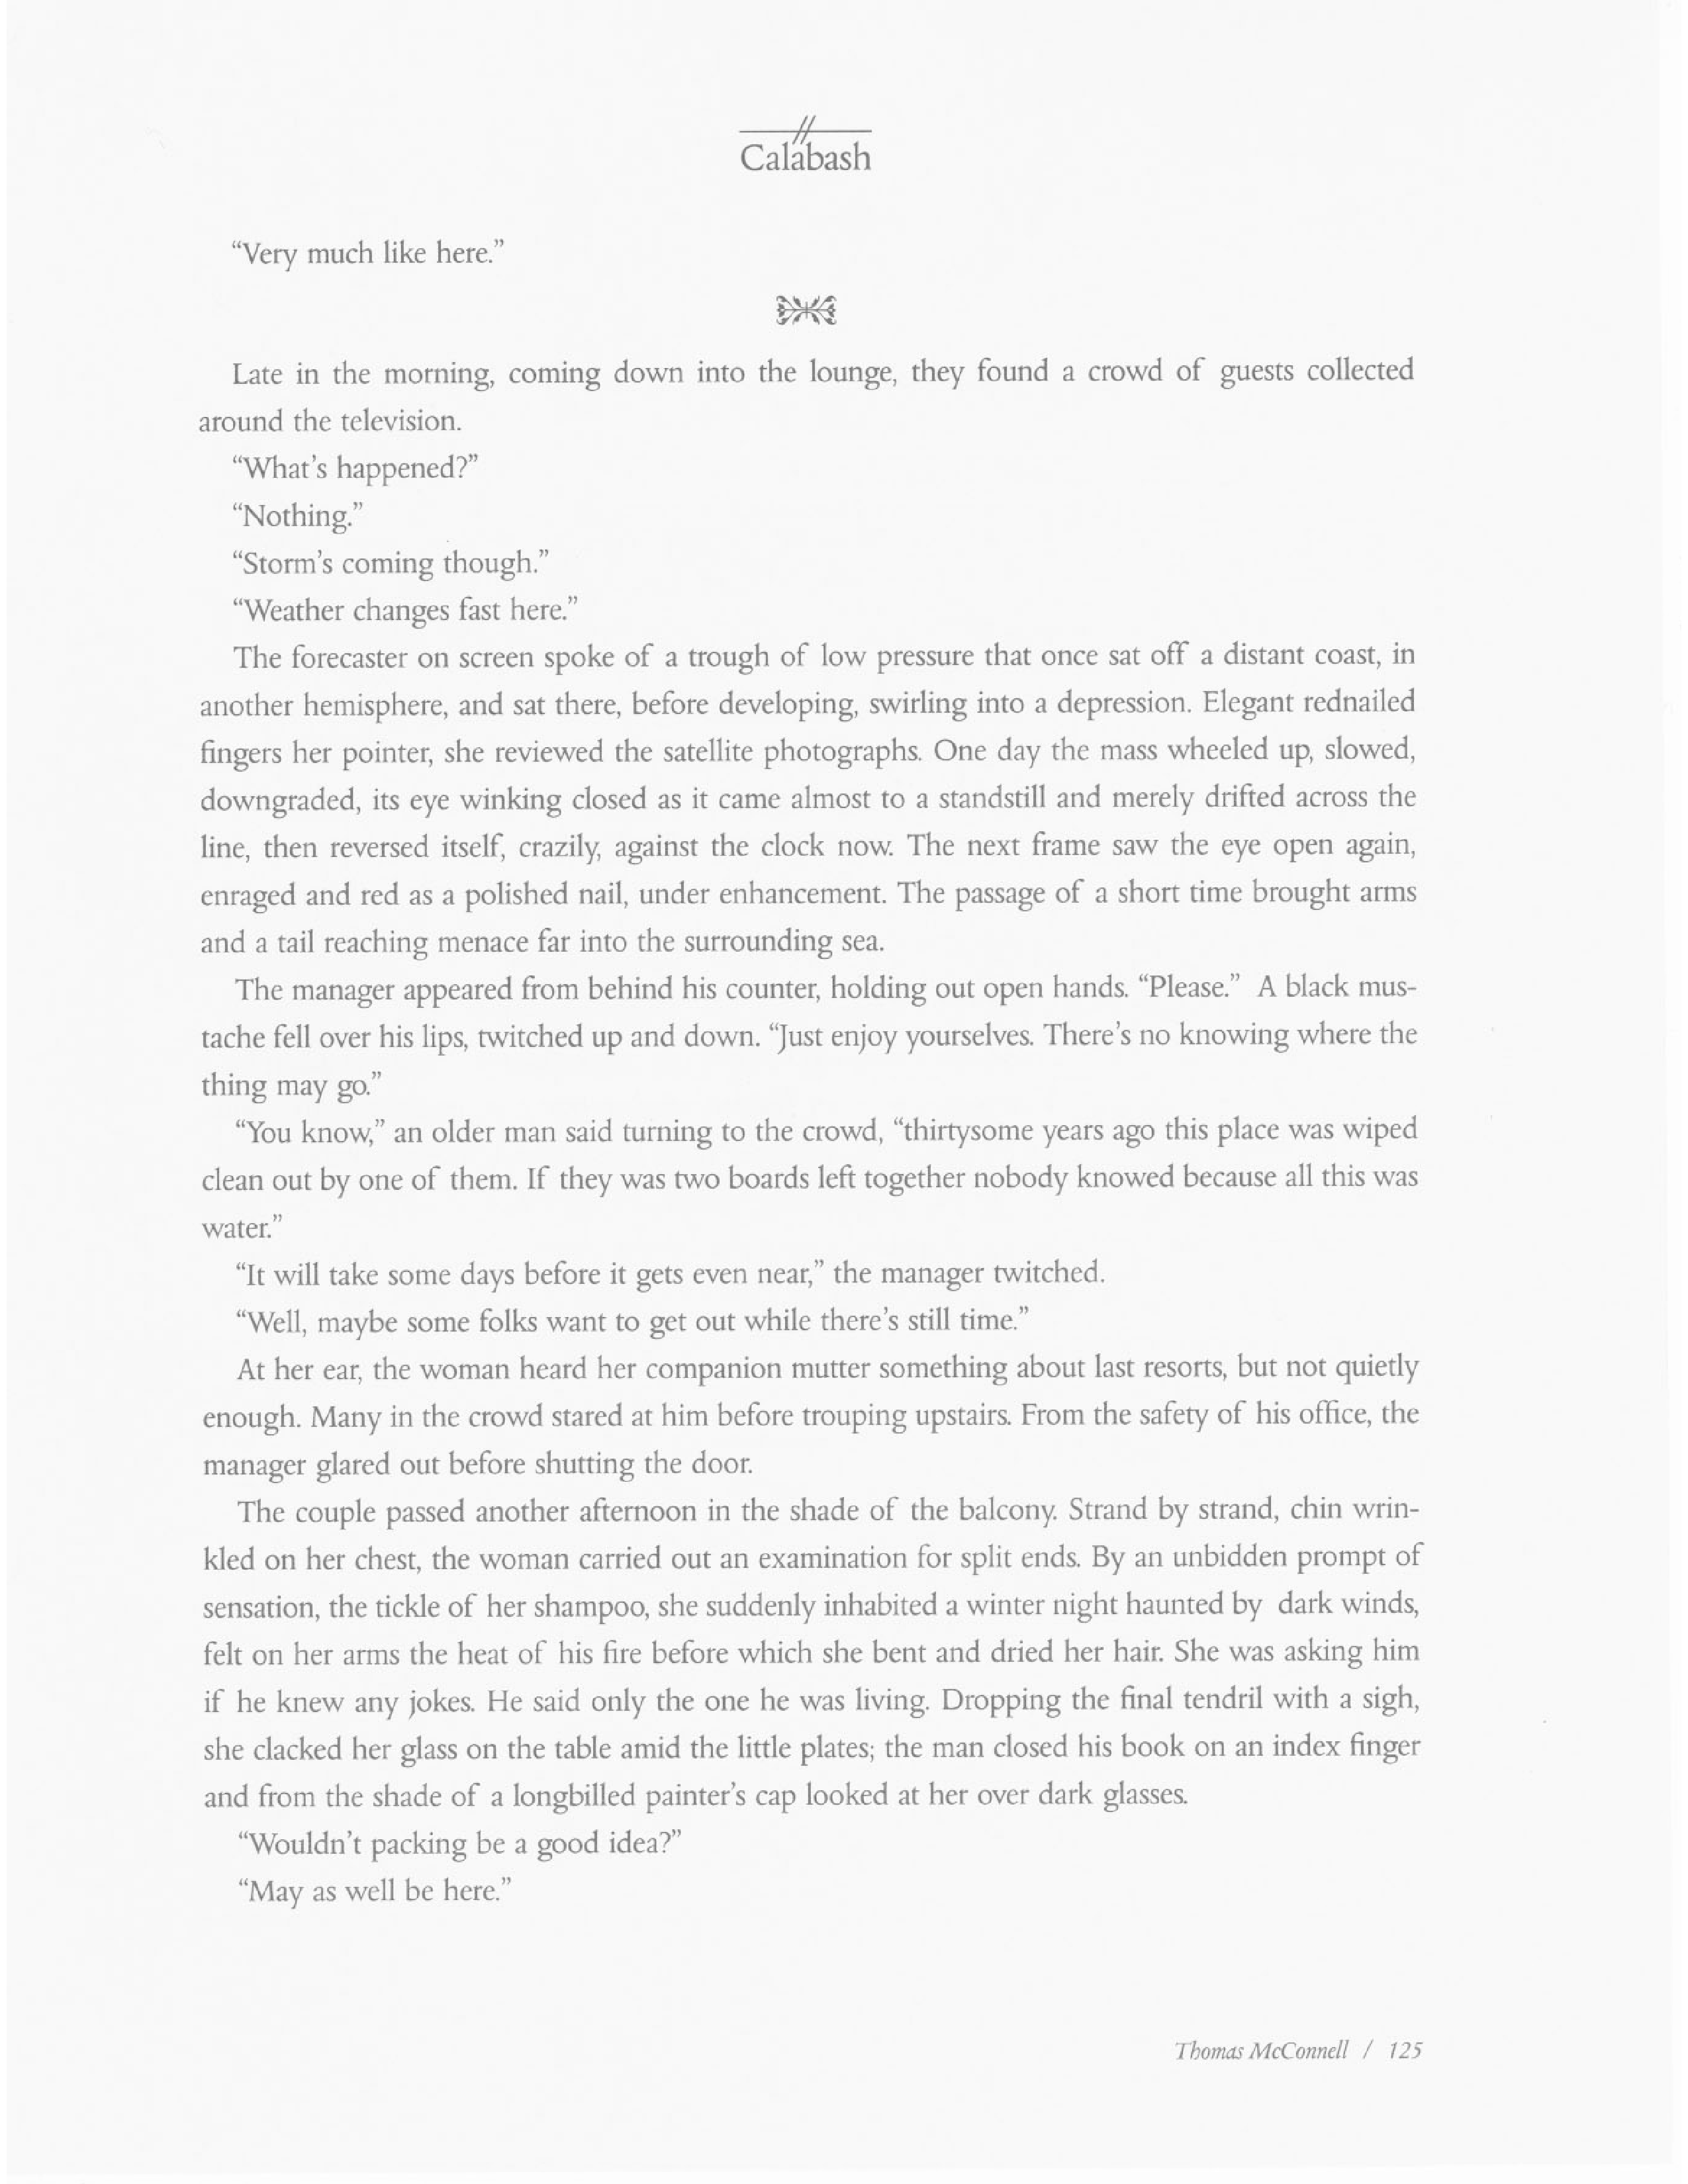 Calabash
“Very much like here.”
Late in the morning, coming down into the lounge, they found a crowd of guests collected
around the television.
“What’s happened?”
“Nothing.”
“Storm’s coming though.”
“Weather changes fast here.”
The forecaster on screen spoke of a trough of low pressure that once sat off a distant coast, in
another hemisphere, and sat there, before developing, swirling into a depression. Elegant rednailed
fingers her pointer, she reviewed the satellite photographs. One day the mass wheeled up, slowed,
downgraded, its eye winking closed as it came almost to a standstill and merely drifted across the
line, then reversed itself, crazily, against the clock now. The next frame saw the eye open again,
enraged and red as a polished nail, under enhancement. The passage of a short time brought arms
and a tail reaching menace far into the surrounding sea.
The manager appeared from behind his counter, holding out open hands. “Please.” A black mus-
tache fell over his lips, twitched up and down. “Just enjoy yourselves. There’s no knowing where the
thing may go.”
“You know,” an older man said turning to the crowd, “thirtysome years ago this place was wiped
clean out by one of them. If they was two boards left together nobody knowed because all this was
water.”
“It will take some days before it gets even near,” the manager twitched.
“Well, maybe some folks want to get out while there’s still time.”
At her ear, the woman heard her companion mutter something about last resorts, but not quietly
enough. Many in the crowd stared at him before trouping upstairs. From the safety of his office, the
manager glared out before shutting the door.
The couple passed another afternoon in the shade of the balcony. Strand by strand, chin wrin-
kled on her chest, the woman carried out an examination for split ends. By an unbidden prompt of
sensation, the tickle of her shampoo, she suddenly inhabited a winter night haunted by dark winds,
felt on her arms the heat of his fire before which she bent and dried her hair. She was asking him
if he knew any jokes. He said only the one he was living. Dropping the final tendril with a sigh,
she clacked her glass on the table amid the little plates; the man closed his book on an index finger
and from the shade of a longbilled painter’s cap looked at her over dark glasses.
“Wouldn’t packing be a good idea?”
“May as well be here.”
Thomas McConnell / 125